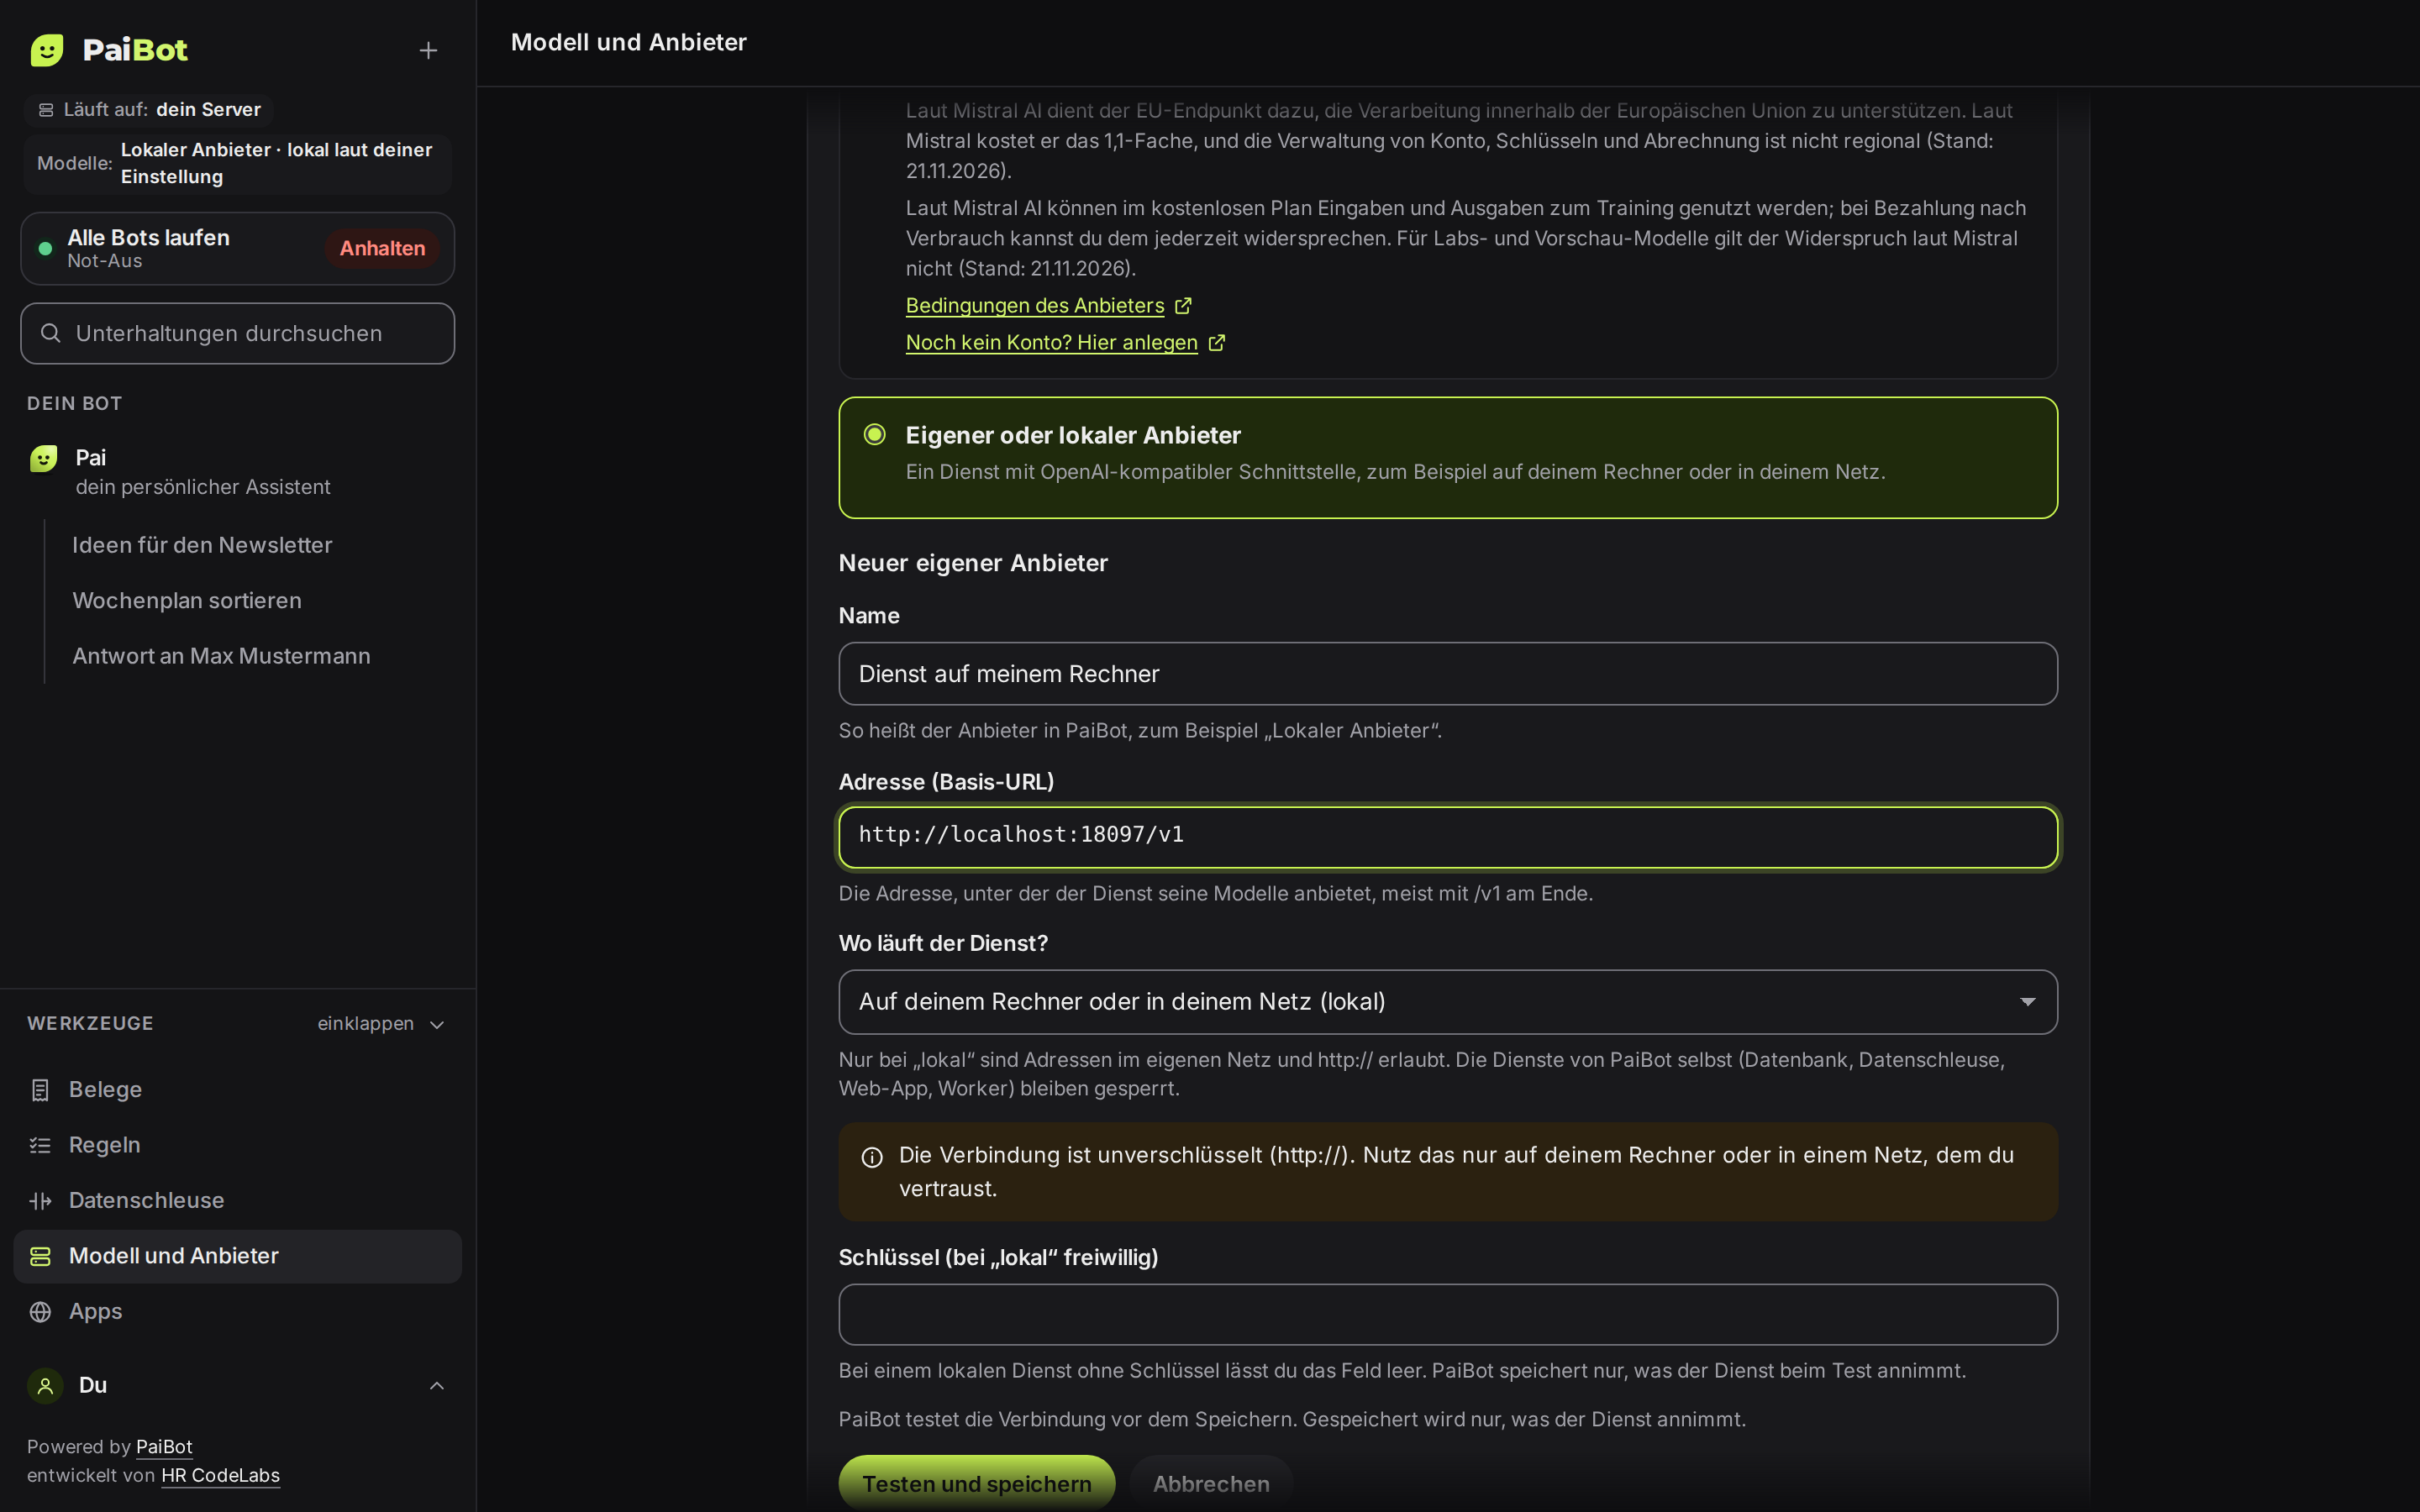 PaiBot
Läuft auf: dein Server
Modelle: Lokaler Anbieter · lokal laut deiner
Einstellung
Alle Bots laufen
Not-Aus
Anhalten
Unterhaltungen durchsuchen
DEIN BOT
Pai
dein persönlicher Assistent
Ideen für den Newsletter
Wochenplan sortieren
Antwort an Max Mustermann
WERKZEUGE
einklappen
Belege
Regeln
Datenschleuse
Modell und Anbieter
Apps
Du
Powered by PaiBot
entwickelt von HR CodeLabs
Modell und Anbieter
Laut Mistral AI dient der EU-Endpunkt dazu, die Verarbeitung innerhalb der Europäischen Union zu unterstützen. Laut
Mistral kostet er das 1,1-Fache, und die Verwaltung von Konto, Schlüsseln und Abrechnung ist nicht regional (Stand:
21.11.2026).
Laut Mistral AI können im kostenlosen Plan Eingaben und Ausgaben zum Training genutzt werden; bei Bezahlung nach
Verbrauch kannst du dem jederzeit widersprechen. Für Labs- und Vorschau-Modelle gilt der Widerspruch laut Mistral
nicht (Stand: 21.11.2026).
Bedingungen des Anbieters
Noch kein Konto? Hier anlegen
Eigener oder lokaler Anbieter
Ein Dienst mit OpenAI-kompatibler Schnittstelle, zum Beispiel auf deinem Rechner oder in deinem Netz.
Neuer eigener Anbieter
Name
Dienst auf meinem Rechner
So heißt der Anbieter in PaiBot, zum Beispiel „Lokaler Anbieter“.
Adresse (Basis-URL)
http://localhost:18097/v1
Die Adresse, unter der der Dienst seine Modelle anbietet, meist mit /v1 am Ende.
Wo läuft der Dienst?
Auf deinem Rechner oder in deinem Netz (lokal)
Nur bei „lokal“ sind Adressen im eigenen Netz und http:// erlaubt. Die Dienste von PaiBot selbst (Datenbank, Datenschleuse,
Web-App, Worker) bleiben gesperrt.
Die Verbindung ist unverschlüsselt (http://). Nutz das nur auf deinem Rechner oder in einem Netz, dem du
vertraust.
Schlüssel (bei „lokal“ freiwillig)
Bei einem lokalen Dienst ohne Schlüssel lässt du das Feld leer. PaiBot speichert nur, was der Dienst beim Test annimmt.
PaiBot testet die Verbindung vor dem Speichern. Gespeichert wird nur, was der Dienst annimmt.
Testen und speichern
Abbrechen